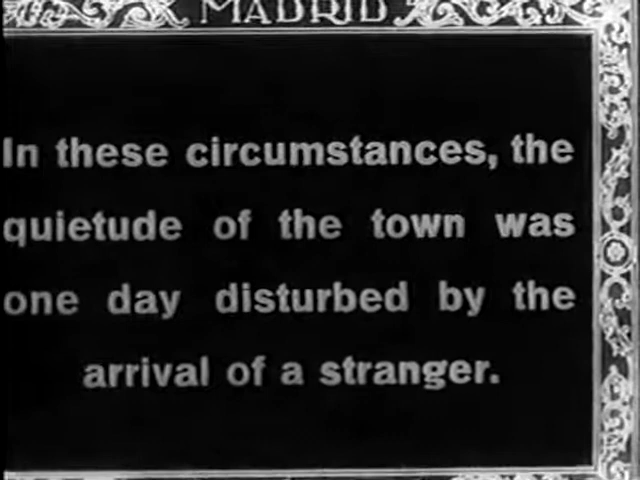 MADRID
In these circumstances, the
quietude of the town was
one day disturbed by the
arrival of a stranger.